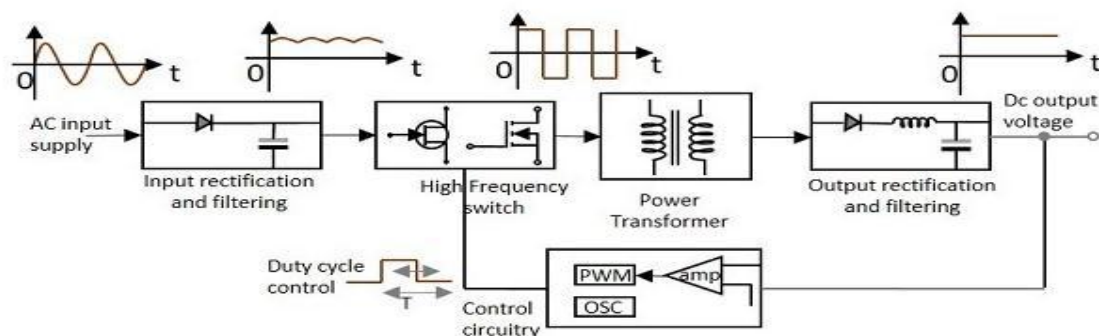 O
t
O
t
O
t
O
t
AC input
supply
Dc output
voltage
Input rectification
and filtering
High Frequency
switch
Power
Transformer
Output rectification
and filtering
Duty cycle
control
T
Control
circuitry
PWM
amp
OSC